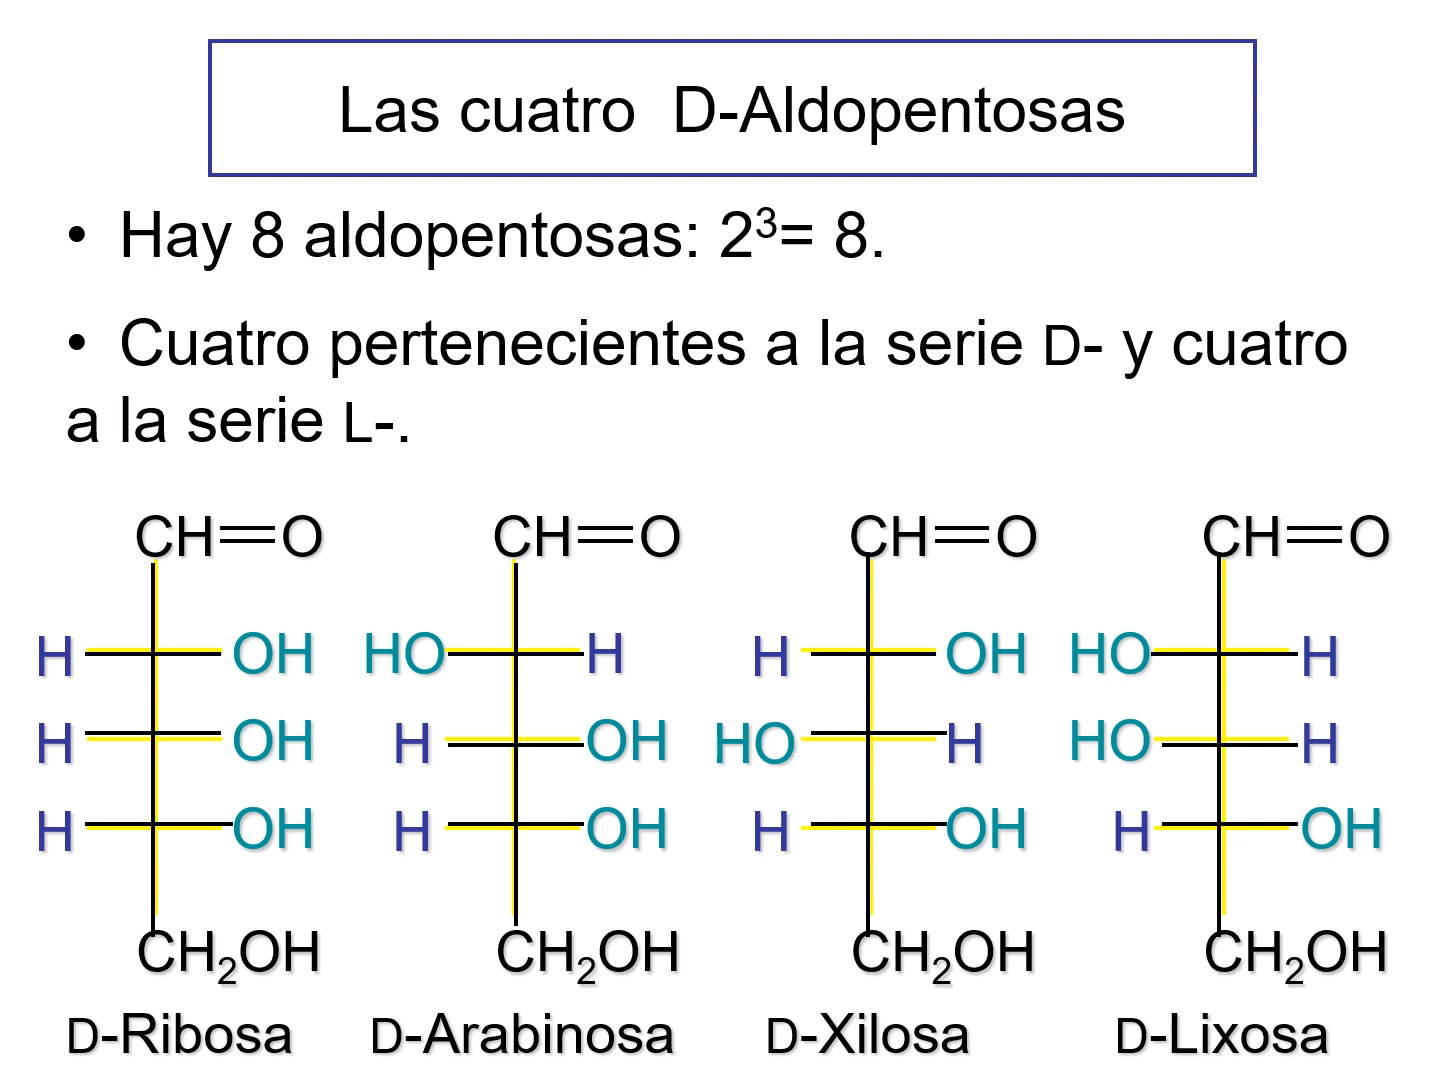 Las cuatro D-Aldopentosas
• Hay 8 aldopentosas: 2³= 8.
• Cuatro pertenecientes a la serie D- y cuatro
a la serie L-.
CH=O CH=O CH=O CH=O
H OH HO H H OH HO H
H OH H OH HO H HO H
H OH H OH H OH H OH
CH₂OH CH₂OH CH₂OH CH₂OH
D-Ribosa D-Arabinosa D-Xilosa D-Lixosa